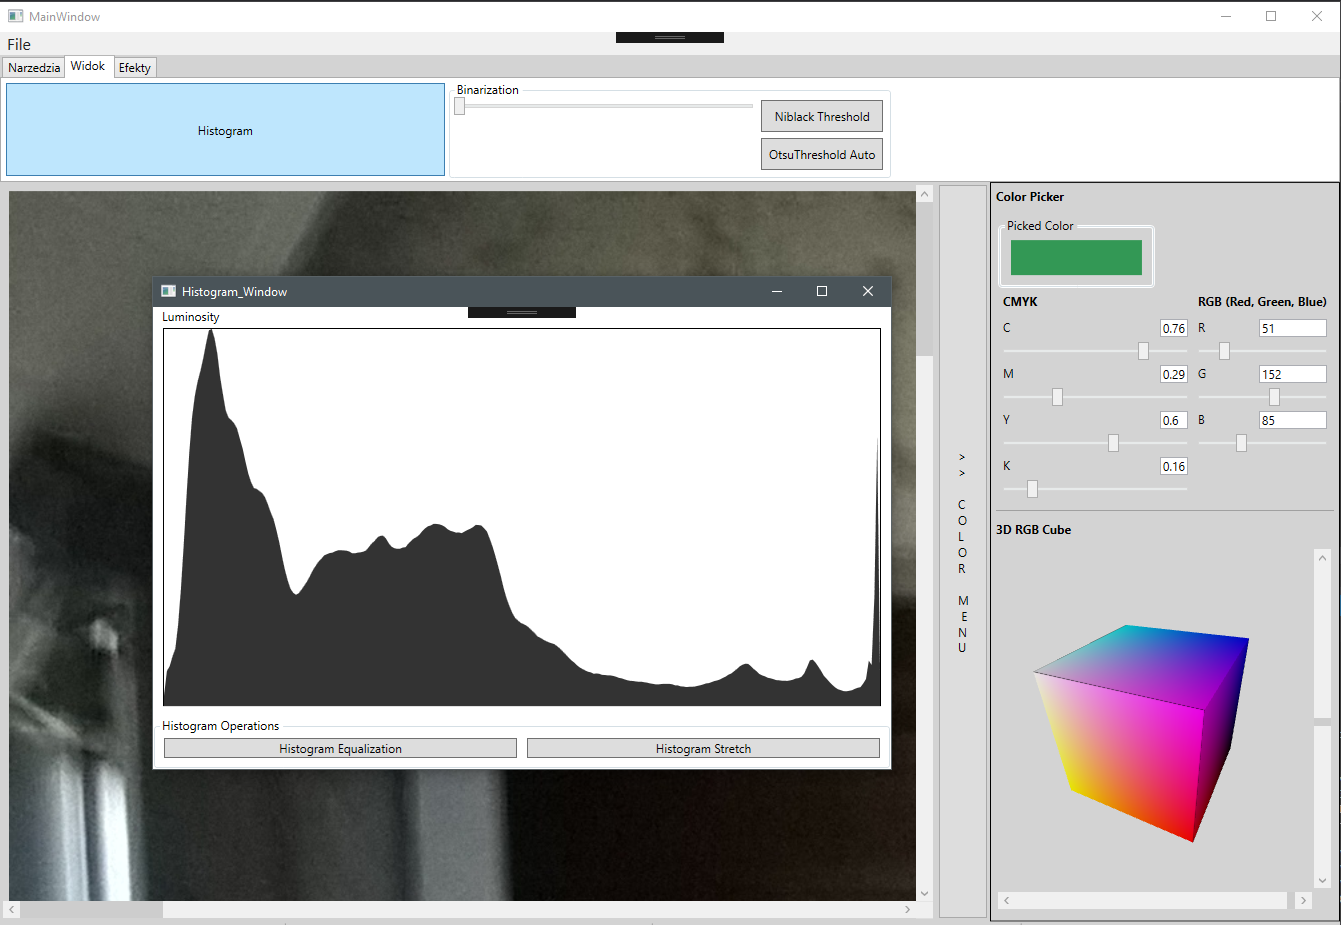 MainWindow
File
Narzedzia Widok Efekty
Histogram
Binarization
Niblack Threshold
OtsuThreshold Auto
Histogram_Window
Luminosity
Histogram Operations
Histogram Equalization Histogram Stretch
>
>
C
O
L
O
R
M
E
N
U
Color Picker
Picked Color
CMYK RGB (Red, Green, Blue)
C 0.76 R 51
M 0.29 G 152
Y 0.6 B 85
K 0.16
3D RGB Cube